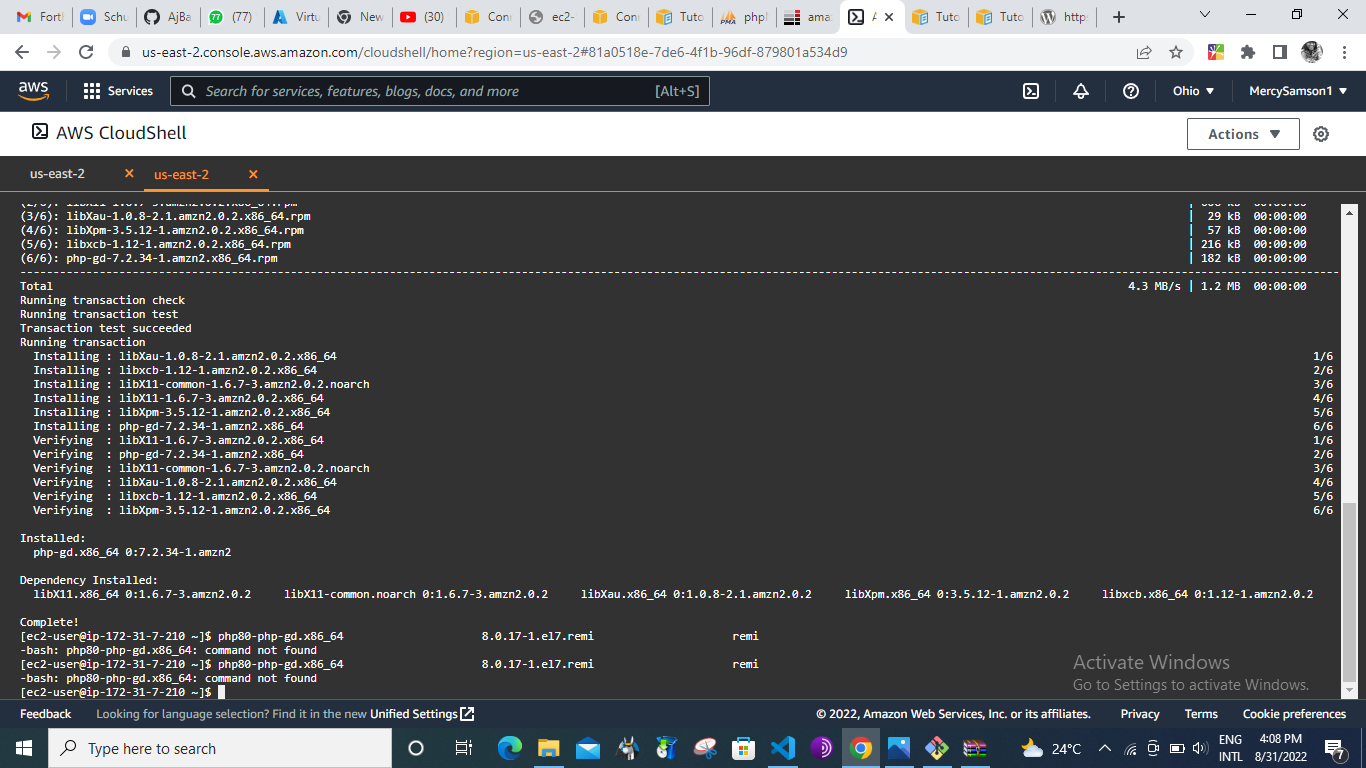 Fort
Schu
AjBa
(77)
Virtu
New
(30)
Conn
ec2-
Conn
Tuto
phpl
ama
Tuto
Tuto
http
us-east-2.console.aws.amazon.com/cloudshell/home?region=us-east-2#81a0518e-7de6-4f1b-96df-879801a534d9
aws
Services
Search for services, features, blogs, docs, and more
[Alt+S]
Ohio ▼
MercySamson1 ▼
AWS CloudShell
Actions ▼
us-east-2 ×
us-east-2 ×
(3/6): libXau-1.0.8-2.1.amzn2.0.2.x86_64.rpm | 29 kB 00:00:00
(4/6): libXpm-3.5.12-1.amzn2.0.2.x86_64.rpm | 57 kB 00:00:00
(5/6): libxcb-1.12-1.amzn2.0.2.x86_64.rpm | 216 kB 00:00:00
(6/6): php-gd-7.2.34-1.amzn2.x86_64.rpm | 182 kB 00:00:00
Total 4.3 MB/s | 1.2 MB 00:00:00
Running transaction check
Running transaction test
Transaction test succeeded
Running transaction
Installing : libXau-1.0.8-2.1.amzn2.0.2.x86_64 1/6
Installing : libxcb-1.12-1.amzn2.0.2.x86_64 2/6
Installing : libX11-common-1.6.7-3.amzn2.0.2.noarch 3/6
Installing : libX11-1.6.7-3.amzn2.0.2.x86_64 4/6
Installing : libXpm-3.5.12-1.amzn2.0.2.x86_64 5/6
Installing : php-gd-7.2.34-1.amzn2.x86_64 6/6
Verifying : libX11-1.6.7-3.amzn2.0.2.x86_64 1/6
Verifying : php-gd-7.2.34-1.amzn2.x86_64 2/6
Verifying : libX11-common-1.6.7-3.amzn2.0.2.noarch 3/6
Verifying : libXau-1.0.8-2.1.amzn2.0.2.x86_64 4/6
Verifying : libxcb-1.12-1.amzn2.0.2.x86_64 5/6
Verifying : libXpm-3.5.12-1.amzn2.0.2.x86_64 6/6
Installed:
php-gd.x86_64 0:7.2.34-1.amzn2
Dependency Installed:
libX11.x86_64 0:1.6.7-3.amzn2.0.2 libX11-common.noarch 0:1.6.7-3.amzn2.0.2 libXau.x86_64 0:1.0.8-2.1.amzn2.0.2 libXpm.x86_64 0:3.5.12-1.amzn2.0.2 libxcb.x86_64 0:1.12-1.amzn2.0.2
Complete!
[ec2-user@ip-172-31-7-210 ~]$ php80-php-gd.x86_64 8.0.17-1.el7.remi remi
-bash: php80-php-gd.x86_64: command not found
[ec2-user@ip-172-31-7-210 ~]$ php80-php-gd.x86_64 8.0.17-1.el7.remi remi
-bash: php80-php-gd.x86_64: command not found
[ec2-user@ip-172-31-7-210 ~]$
Activate Windows
Go to Settings to activate Windows.
Feedback
Looking for language selection? Find it in the new Unified Settings
© 2022, Amazon Web Services, Inc. or its affiliates.
Privacy
Terms
Cookie preferences
Type here to search
24°C
ENG
INTL
4:08 PM
8/31/2022
7